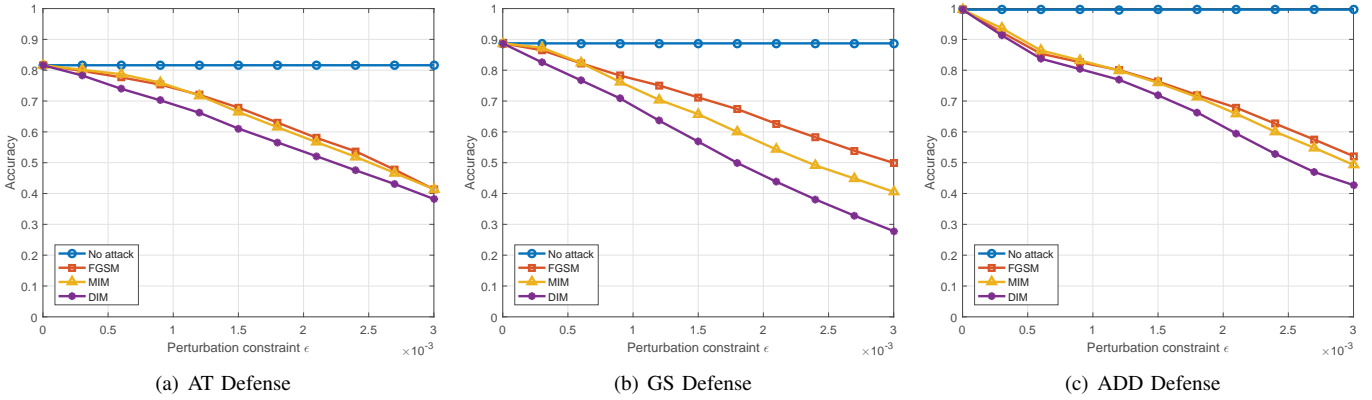 1
0.9
0.8
0.7
0.6
0.5
0.4
0.3
0.2
0.1
0
Accuracy
No attack
FGSM
MIM
DIM
0 0.5 1 1.5 2 2.5 3
Perturbation constraint ϵ
×10⁻³
(a) AT Defense
1
0.9
0.8
0.7
0.6
0.5
0.4
0.3
0.2
0.1
0
Accuracy
No attack
FGSM
MIM
DIM
0 0.5 1 1.5 2 2.5 3
Perturbation constraint ϵ
×10⁻³
(b) GS Defense
1
0.9
0.8
0.7
0.6
0.5
0.4
0.3
0.2
0.1
0
Accuracy
No attack
FGSM
MIM
DIM
0 0.5 1 1.5 2 2.5 3
Perturbation constraint ϵ
×10⁻³
(c) ADD Defense